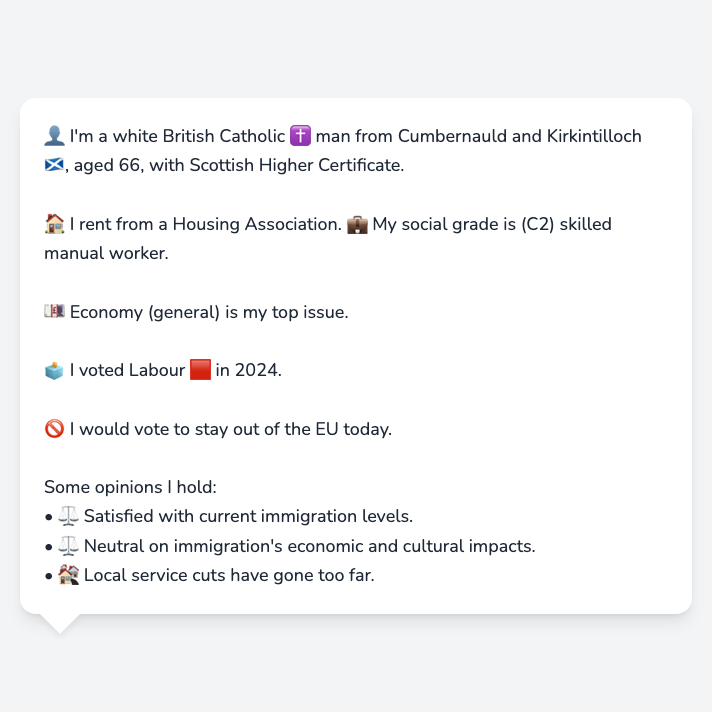 👤 I'm a white British Catholic ✝️ man from Cumbernauld and Kirkintilloch
🏴󠁧󠁢󠁳󠁣󠁴󠁿, aged 66, with Scottish Higher Certificate.
🏠 I rent from a Housing Association. 💼 My social grade is (C2) skilled
manual worker.
💷 Economy (general) is my top issue.
🗳️ I voted Labour 🟥 in 2024.
🚫 I would vote to stay out of the EU today.
Some opinions I hold:
• ⚖️ Satisfied with current immigration levels.
• ⚖️ Neutral on immigration's economic and cultural impacts.
• 🏘️ Local service cuts have gone too far.